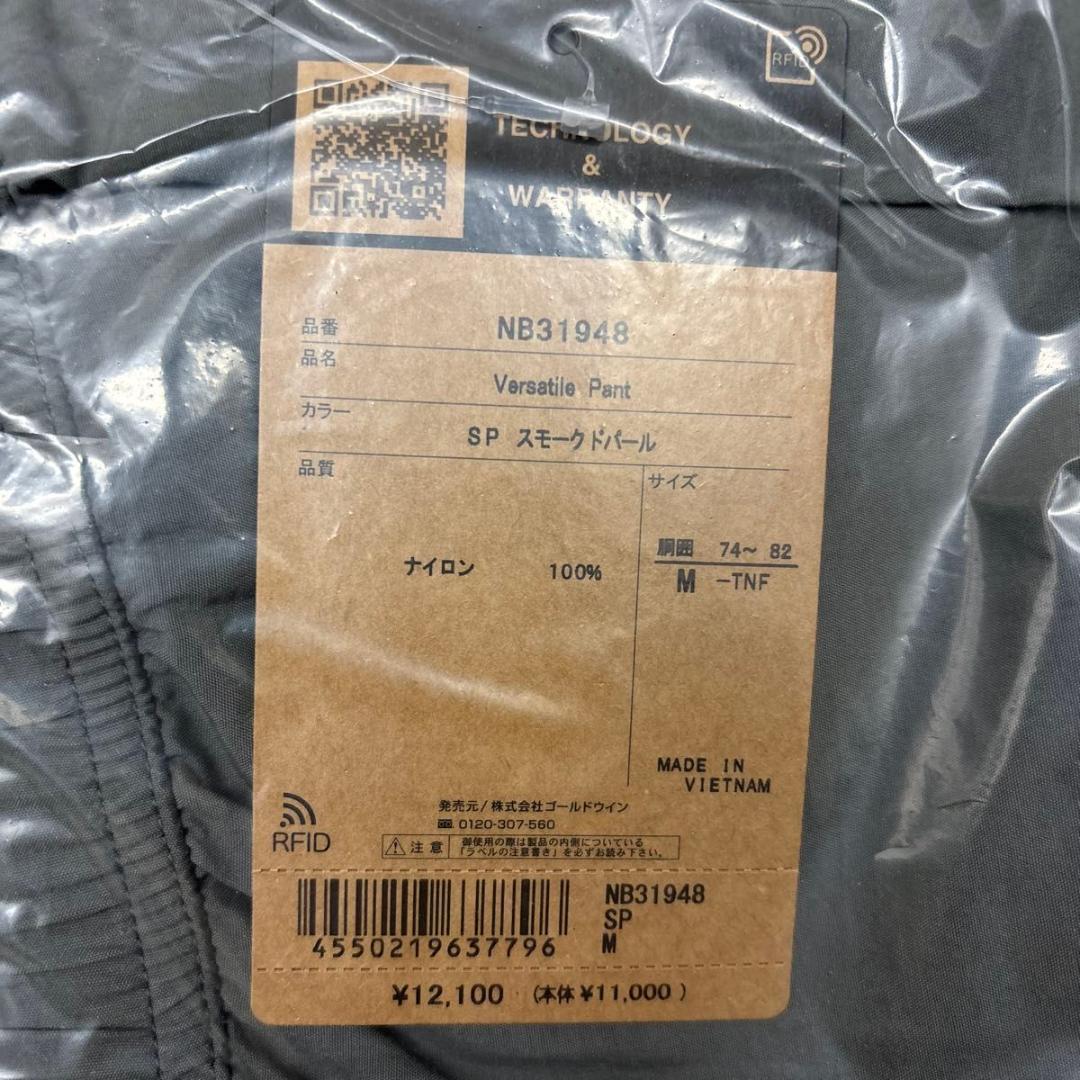 RFID
TECHNOLOGY
&
WARRANTY
品番 NB31948
品名 Versatile Pant
カラー SP スモークドパール
品質
サイズ
ナイロン 100%
胴囲 74〜 82
M -TNF
MADE IN
VIETNAM
発売元/株式会社ゴールドウイン
0120-307-560
RFID
注意
御使用の際は製品の内側についている
「ラベルの注意書き」を必ずお読み下さい。
4550219637796
NB31948
SP
M
¥12,100 (本体¥11,000)